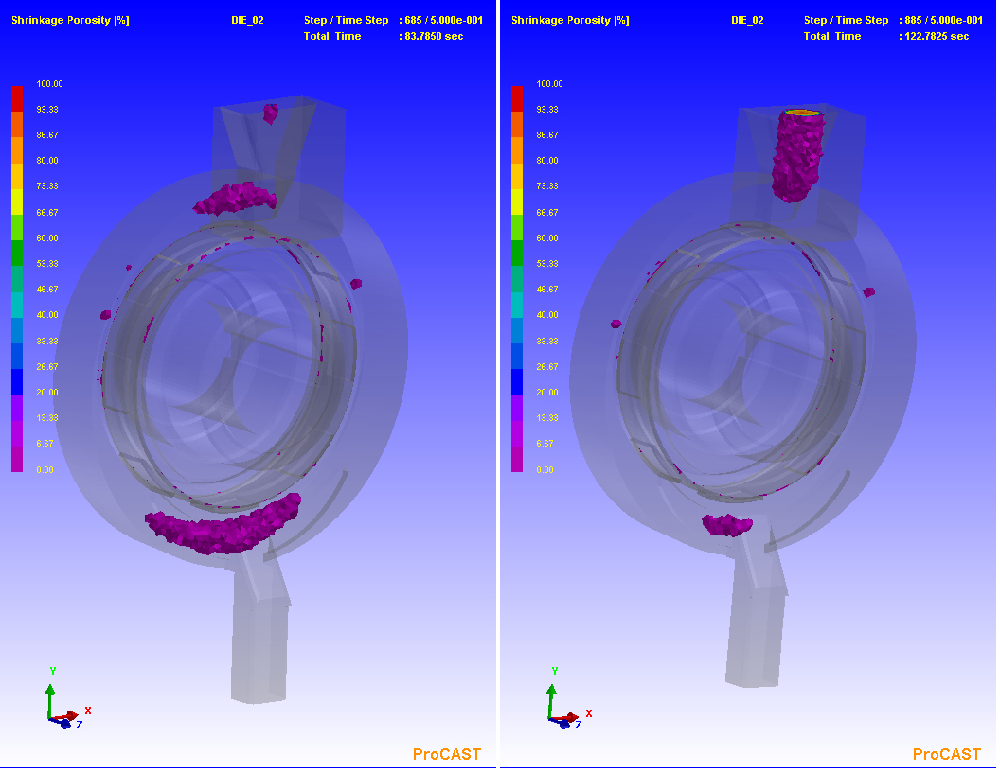 Shrinkage Porosity [%] DIE_02 Step / Time Step : 685 / 5.000e-001
Total Time : 83.7850 sec
100.00
93.33
86.67
80.00
73.33
66.67
60.00
53.33
46.67
40.00
33.33
26.67
20.00
13.33
6.67
0.00
Y
X
Z
ProCAST
Shrinkage Porosity [%] DIE_02 Step / Time Step : 885 / 5.000e-001
Total Time : 122.7825 sec
100.00
93.33
86.67
80.00
73.33
66.67
60.00
53.33
46.67
40.00
33.33
26.67
20.00
13.33
6.67
0.00
Y
X
Z
ProCAST